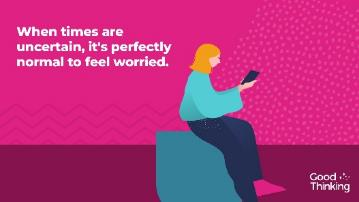 When times are
uncertain, it's perfectly
normal to feel worried.
Good
Thinking